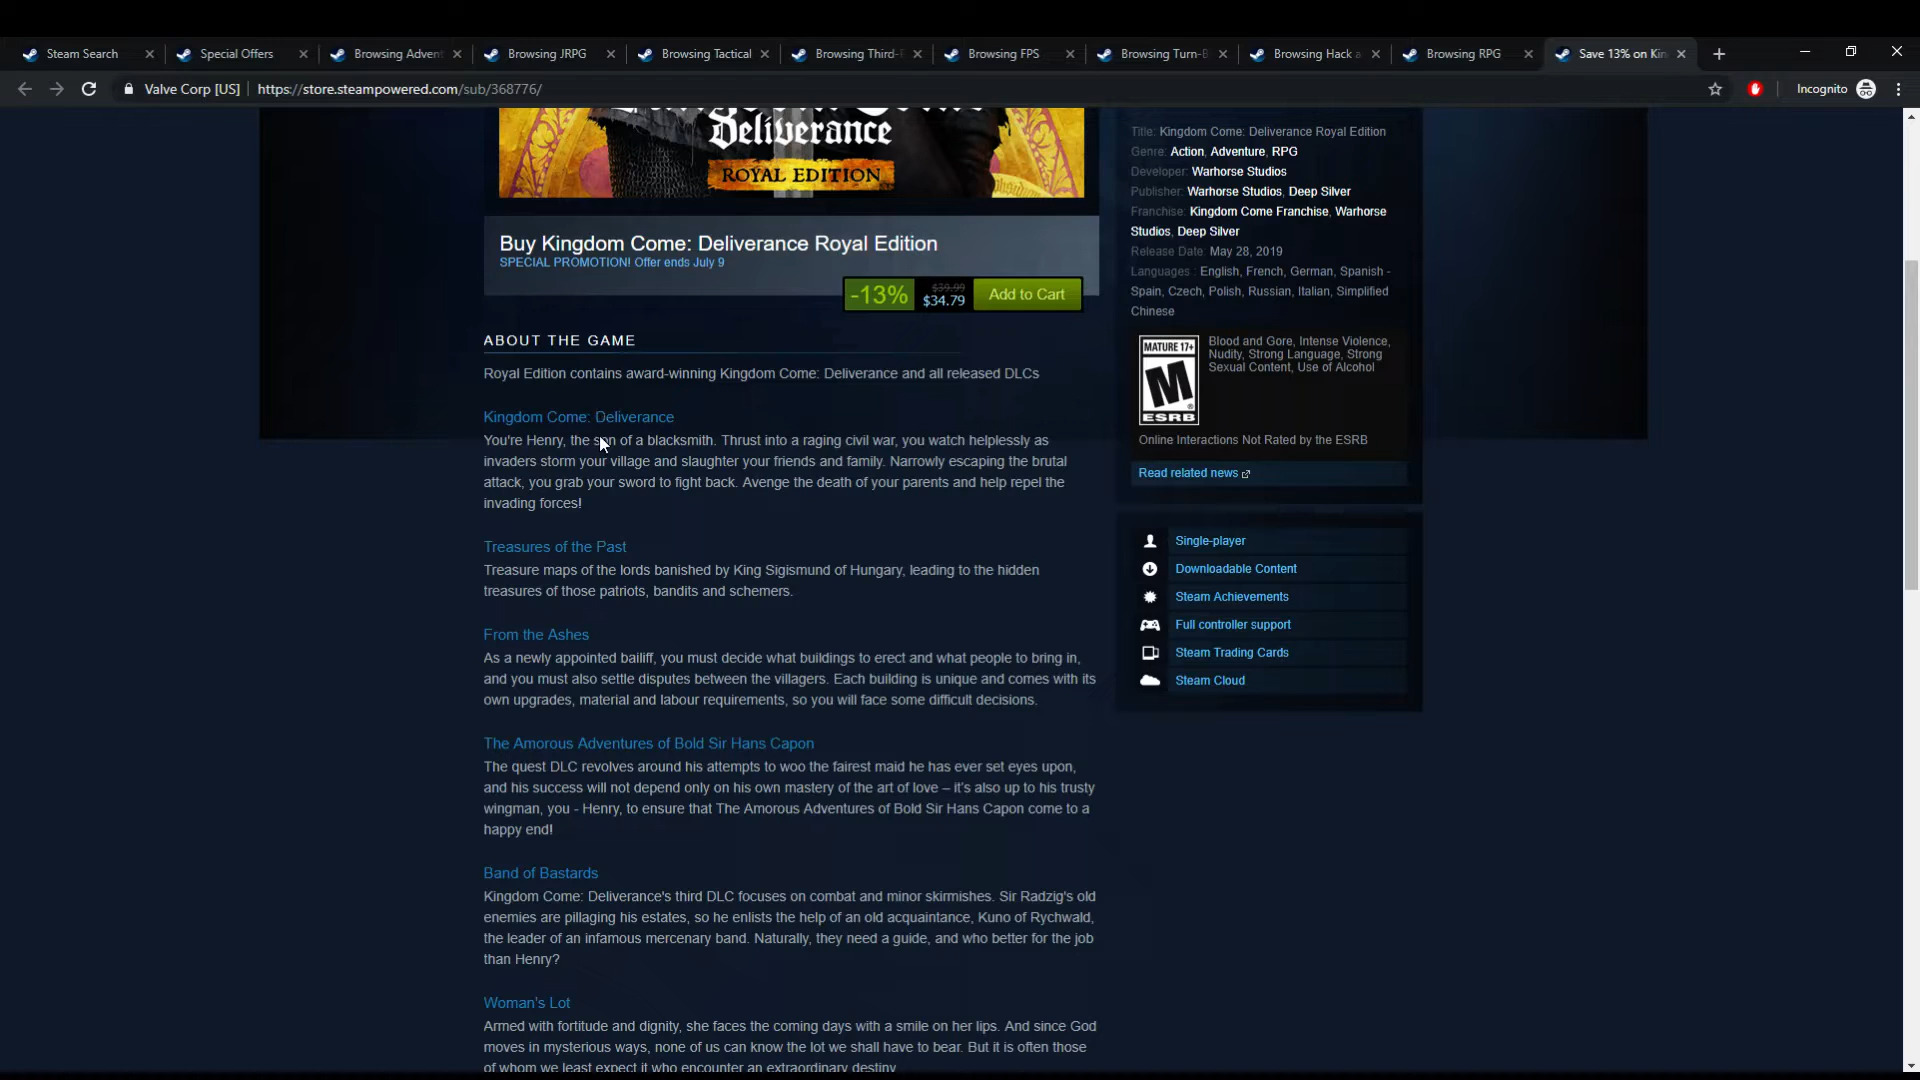 Steam Search
Special Offers
Browsing Advent
Browsing JRPG
Browsing Tactical
Browsing Third-
Browsing FPS
Browsing Turn-B
Browsing Hack a
Browsing RPG
Save 13% on Kin
Valve Corp [US] https://store.steampowered.com/sub/368776/
Incognito
Deliverance
ROYAL EDITION
Buy Kingdom Come: Deliverance Royal Edition
SPECIAL PROMOTION! Offer ends July 9
-13% $39.99 $34.79 Add to Cart
ABOUT THE GAME
Royal Edition contains award-winning Kingdom Come: Deliverance and all released DLCs
Kingdom Come: Deliverance
You're Henry, the son of a blacksmith. Thrust into a raging civil war, you watch helplessly as
invaders storm your village and slaughter your friends and family. Narrowly escaping the brutal
attack, you grab your sword to fight back. Avenge the death of your parents and help repel the
invading forces!
Treasures of the Past
Treasure maps of the lords banished by King Sigismund of Hungary, leading to the hidden
treasures of those patriots, bandits and schemers.
From the Ashes
As a newly appointed bailiff, you must decide what buildings to erect and what people to bring in,
and you must also settle disputes between the villagers. Each building is unique and comes with its
own upgrades, material and labour requirements, so you will face some difficult decisions.
The Amorous Adventures of Bold Sir Hans Capon
The quest DLC revolves around his attempts to woo the fairest maid he has ever set eyes upon,
and his success will not depend only on his own mastery of the art of love – it's also up to his trusty
wingman, you - Henry, to ensure that The Amorous Adventures of Bold Sir Hans Capon come to a
happy end!
Band of Bastards
Kingdom Come: Deliverance's third DLC focuses on combat and minor skirmishes. Sir Radzig's old
enemies are pillaging his estates, so he enlists the help of an old acquaintance, Kuno of Rychwald,
the leader of an infamous mercenary band. Naturally, they need a guide, and who better for the job
than Henry?
Woman's Lot
Armed with fortitude and dignity, she faces the coming days with a smile on her lips. And since God
moves in mysterious ways, none of us can know the lot we shall have to bear. But it is often those
of whom we least expect it who encounter an extraordinary destiny
Title: Kingdom Come: Deliverance Royal Edition
Genre: Action, Adventure, RPG
Developer: Warhorse Studios
Publisher: Warhorse Studios, Deep Silver
Franchise: Kingdom Come Franchise, Warhorse
Studios, Deep Silver
Release Date: May 28, 2019
Languages : English, French, German, Spanish -
Spain, Czech, Polish, Russian, Italian, Simplified
Chinese
MATURE 17+
M
ESRB
Blood and Gore, Intense Violence,
Nudity, Strong Language, Strong
Sexual Content, Use of Alcohol
Online Interactions Not Rated by the ESRB
Read related news
Single-player
Downloadable Content
Steam Achievements
Full controller support
Steam Trading Cards
Steam Cloud